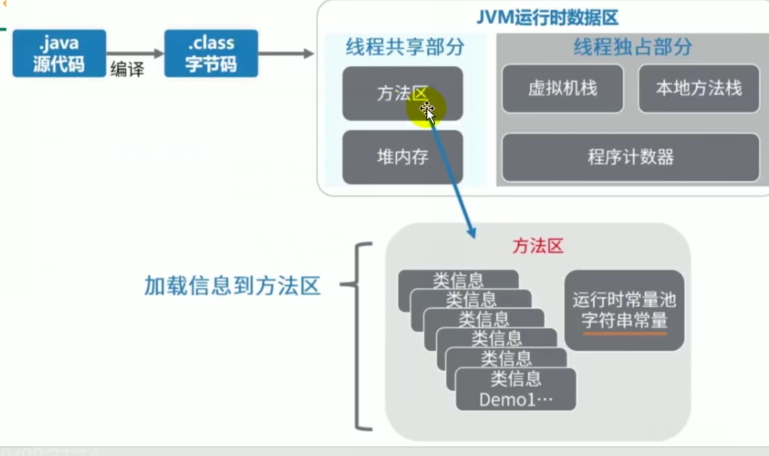 JVM运行时数据区
.java
源代码
编译
.class
字节码
线程共享部分
方法区
堆内存
线程独占部分
虚拟机栈
本地方法栈
程序计数器
加载信息到方法区
方法区
类信息
类信息
类信息
类信息
类信息
类信息
Demo1…
运行时常量池
字符串常量